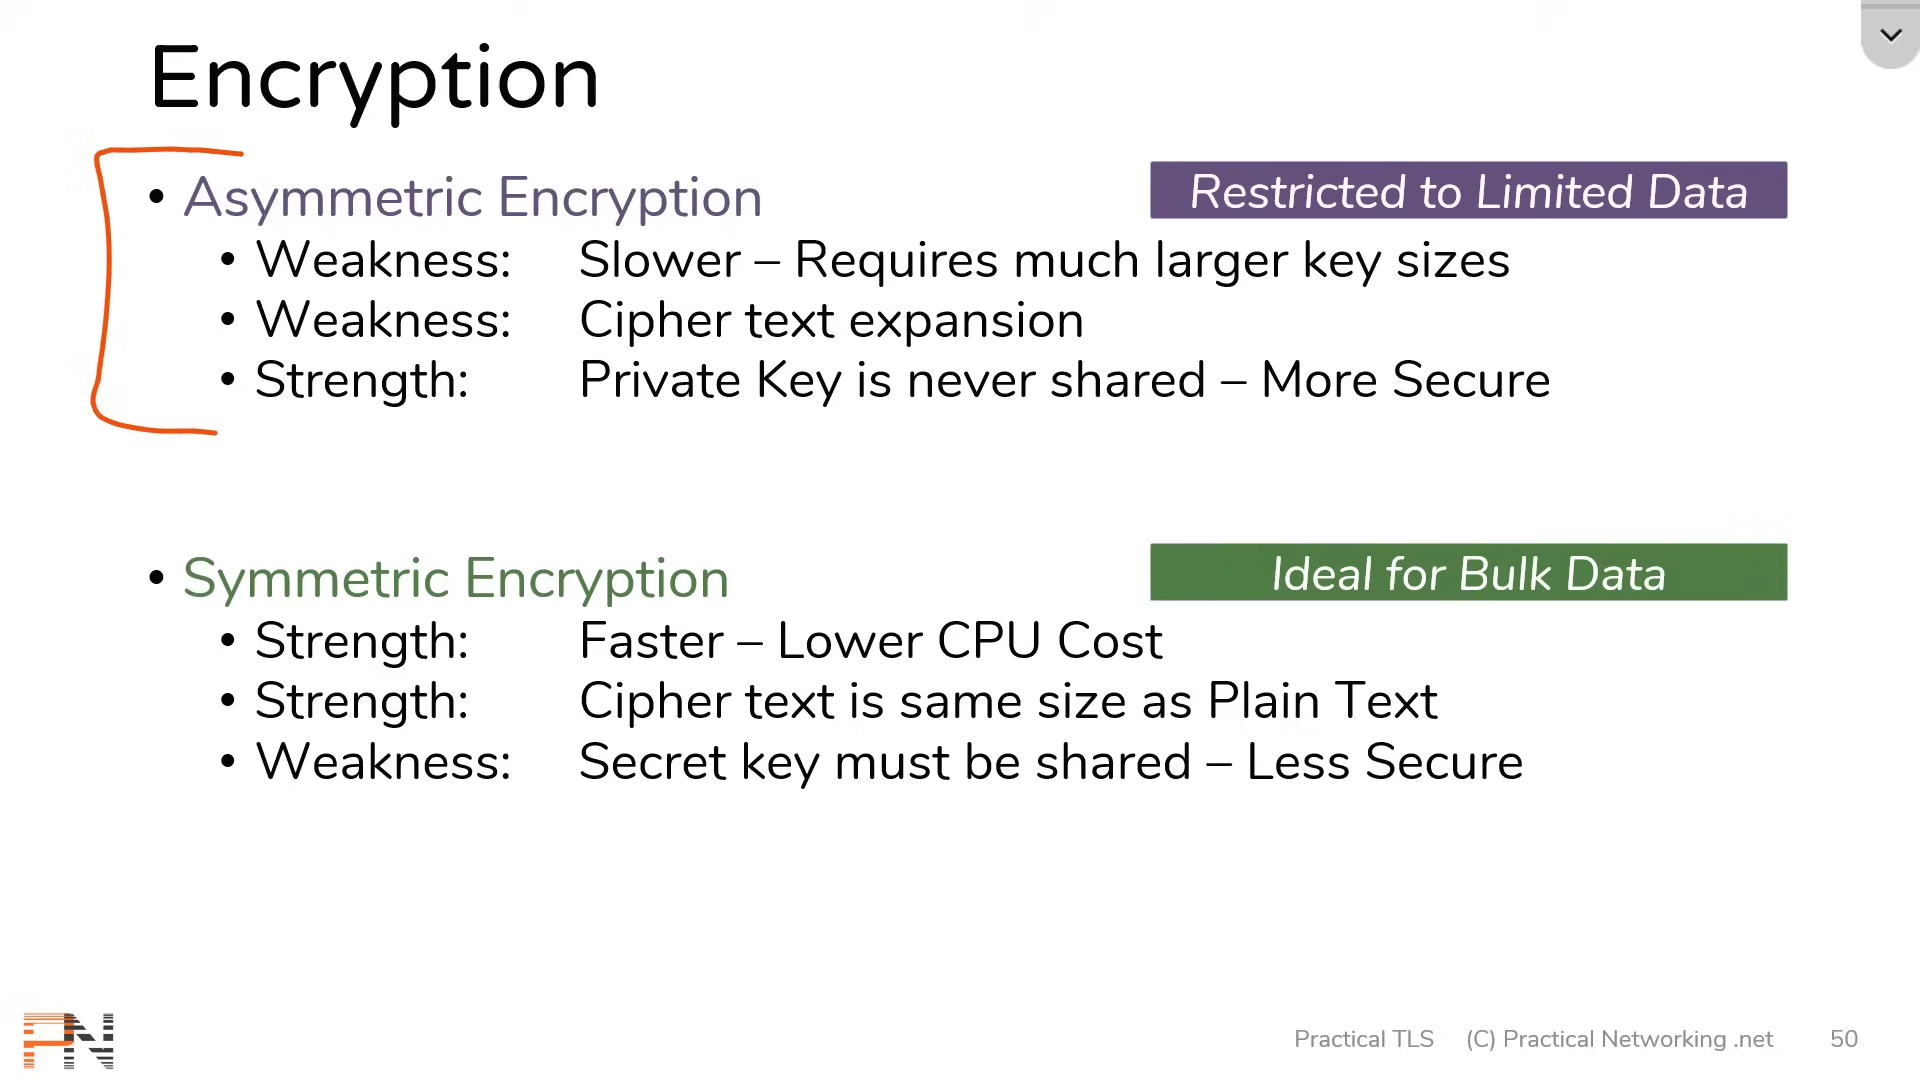 Encryption
• Asymmetric Encryption Restricted to Limited Data
• Weakness: Slower – Requires much larger key sizes
• Weakness: Cipher text expansion
• Strength: Private Key is never shared – More Secure
• Symmetric Encryption Ideal for Bulk Data
• Strength: Faster – Lower CPU Cost
• Strength: Cipher text is same size as Plain Text
• Weakness: Secret key must be shared – Less Secure
PN Practical TLS (C) Practical Networking .net 50